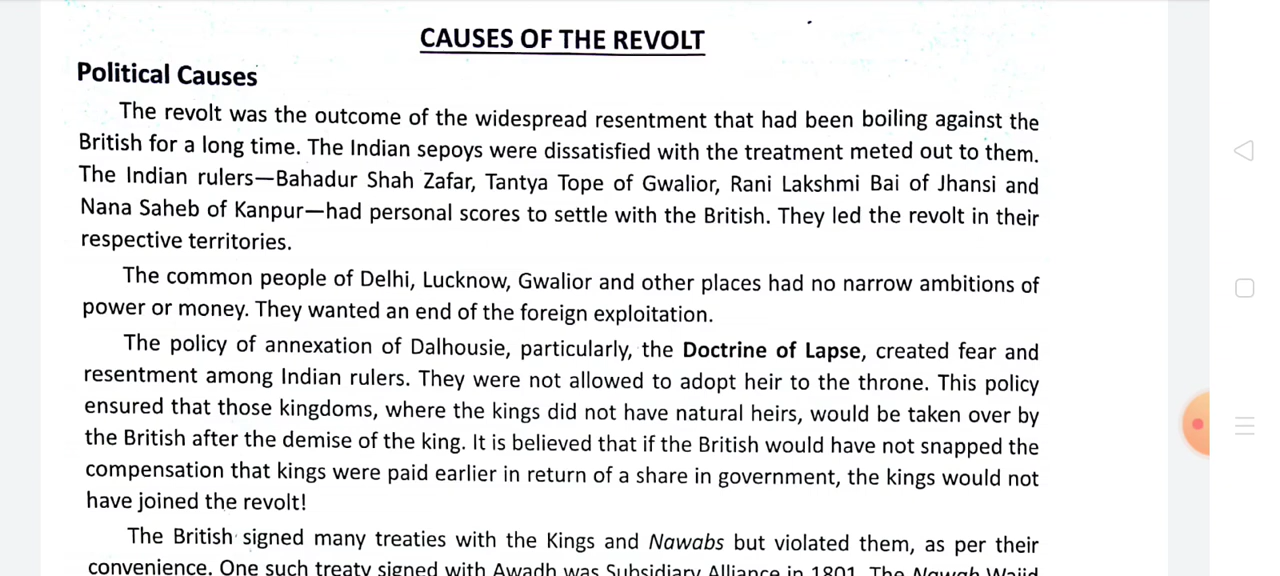 CAUSES OF THE REVOLT
Political Causes
The revolt was the outcome of the widespread resentment that had been boiling against the
British for a long time. The Indian sepoys were dissatisfied with the treatment meted out to them.
The Indian rulers—Bahadur Shah Zafar, Tantya Tope of Gwalior, Rani Lakshmi Bai of Jhansi and
Nana Saheb of Kanpur—had personal scores to settle with the British. They led the revolt in their
respective territories.
The common people of Delhi, Lucknow, Gwalior and other places had no narrow ambitions of
power or money. They wanted an end of the foreign exploitation.
The policy of annexation of Dalhousie, particularly, the Doctrine of Lapse, created fear and
resentment among Indian rulers. They were not allowed to adopt heir to the throne. This policy
ensured that those kingdoms, where the kings did not have natural heirs, would be taken over by
the British after the demise of the king. It is believed that if the British would have not snapped the
compensation that kings were paid earlier in return of a share in government, the kings would not
have joined the revolt!
The British signed many treaties with the Kings and Nawabs but violated them, as per their
convenience. One such treaty signed with Awadh was Subsidiary Alliance in 1801. The Nawab Wajid